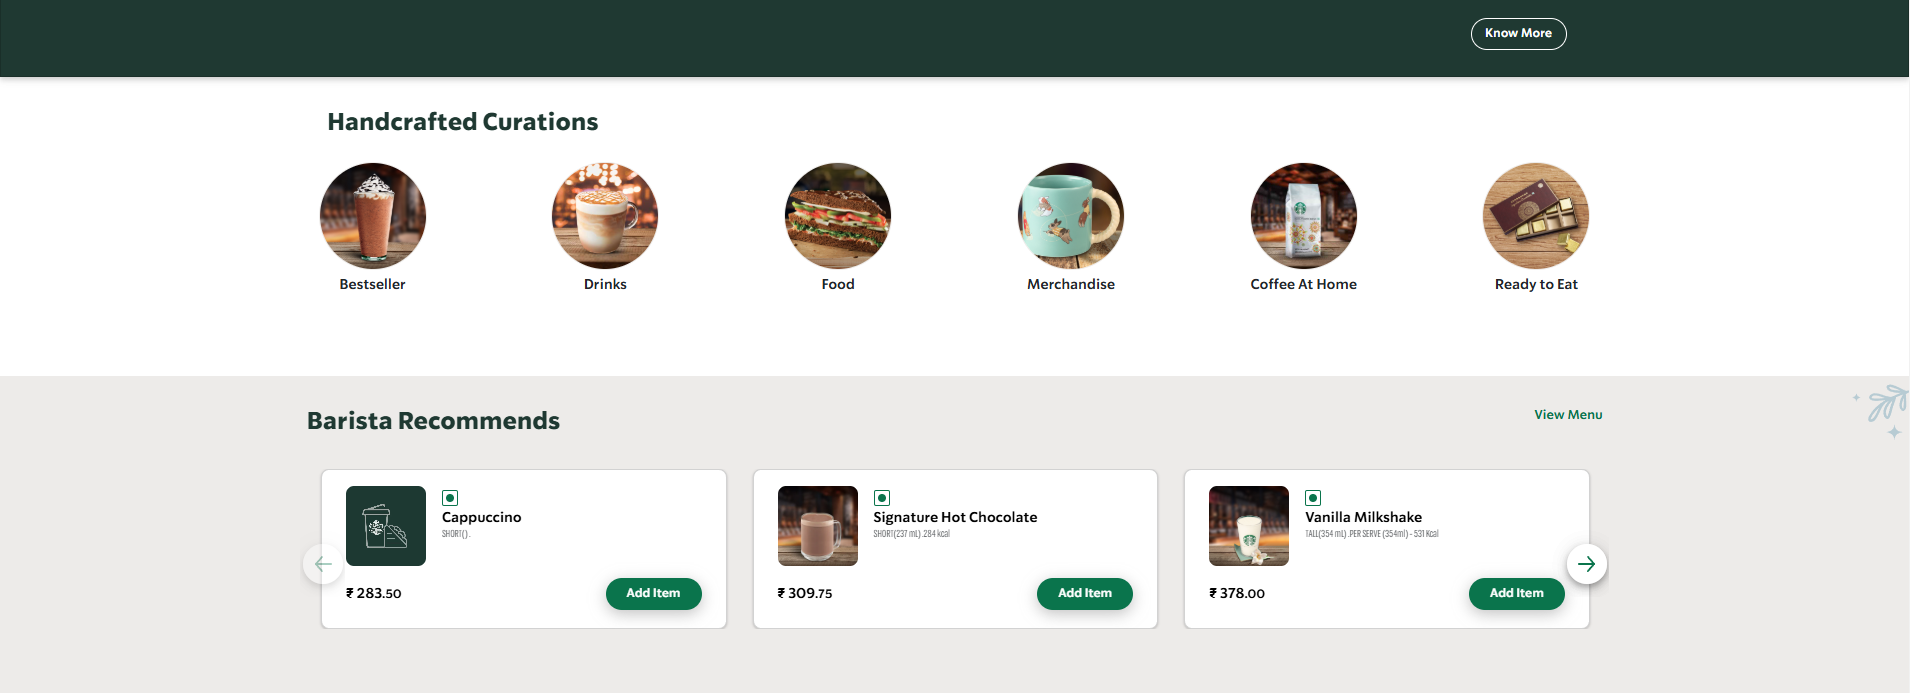 Know More
Handcrafted Curations
Bestseller
Drinks
Food
Merchandise
Coffee At Home
Ready to Eat
Barista Recommends
View Menu
Cappuccino
SHORT() .
₹ 283.50
Add Item
Signature Hot Chocolate
SHORT(237 ml) .284 kcal
₹ 309.75
Add Item
Vanilla Milkshake
TALL(354 ml) .PER SERVE (354ml) - 531 Kcal
₹ 378.00
Add Item